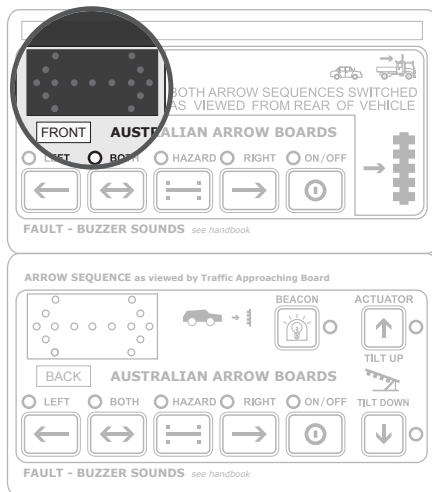 BOTH ARROW SEQUENCES SWITCHED
AS VIEWED FROM REAR OF VEHICLE
FRONT AUSTRALIAN ARROW BOARDS
LEFT BOTH HAZARD RIGHT ON/OFF
FAULT - BUZZER SOUNDS see handbook
ARROW SEQUENCE as viewed by Traffic Approaching Board
BEACON ACTUATOR
TILT UP
BACK AUSTRALIAN ARROW BOARDS
LEFT BOTH HAZARD RIGHT ON/OFF TILT DOWN
FAULT - BUZZER SOUNDS see handbook